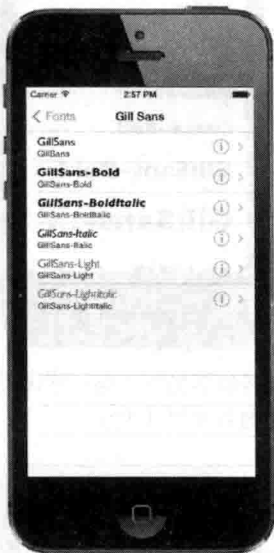 Carrier 2:57 PM
Fonts Gill Sans
GillSans
GillSans
GillSans-Bold
GillSans-Bold
GillSans-BoldItalic
GillSans-BoldItalic
GillSans-Italic
GillSans-Italic
GillSans-Light
GillSans-Light
GillSans-LightItalic
GillSans-LightItalic